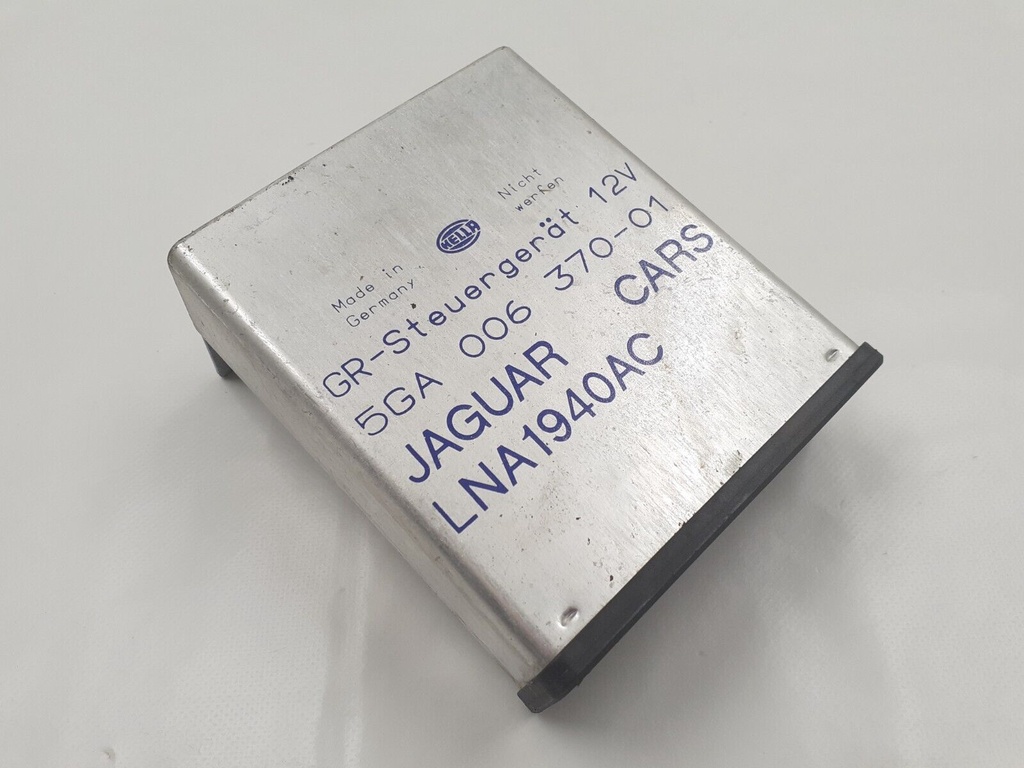 Made in
Germany
HELLA
Nicht
werfen
GR-Steuergerät 12V
5GA 006 370-01
JAGUAR CARS
LNA1940AC